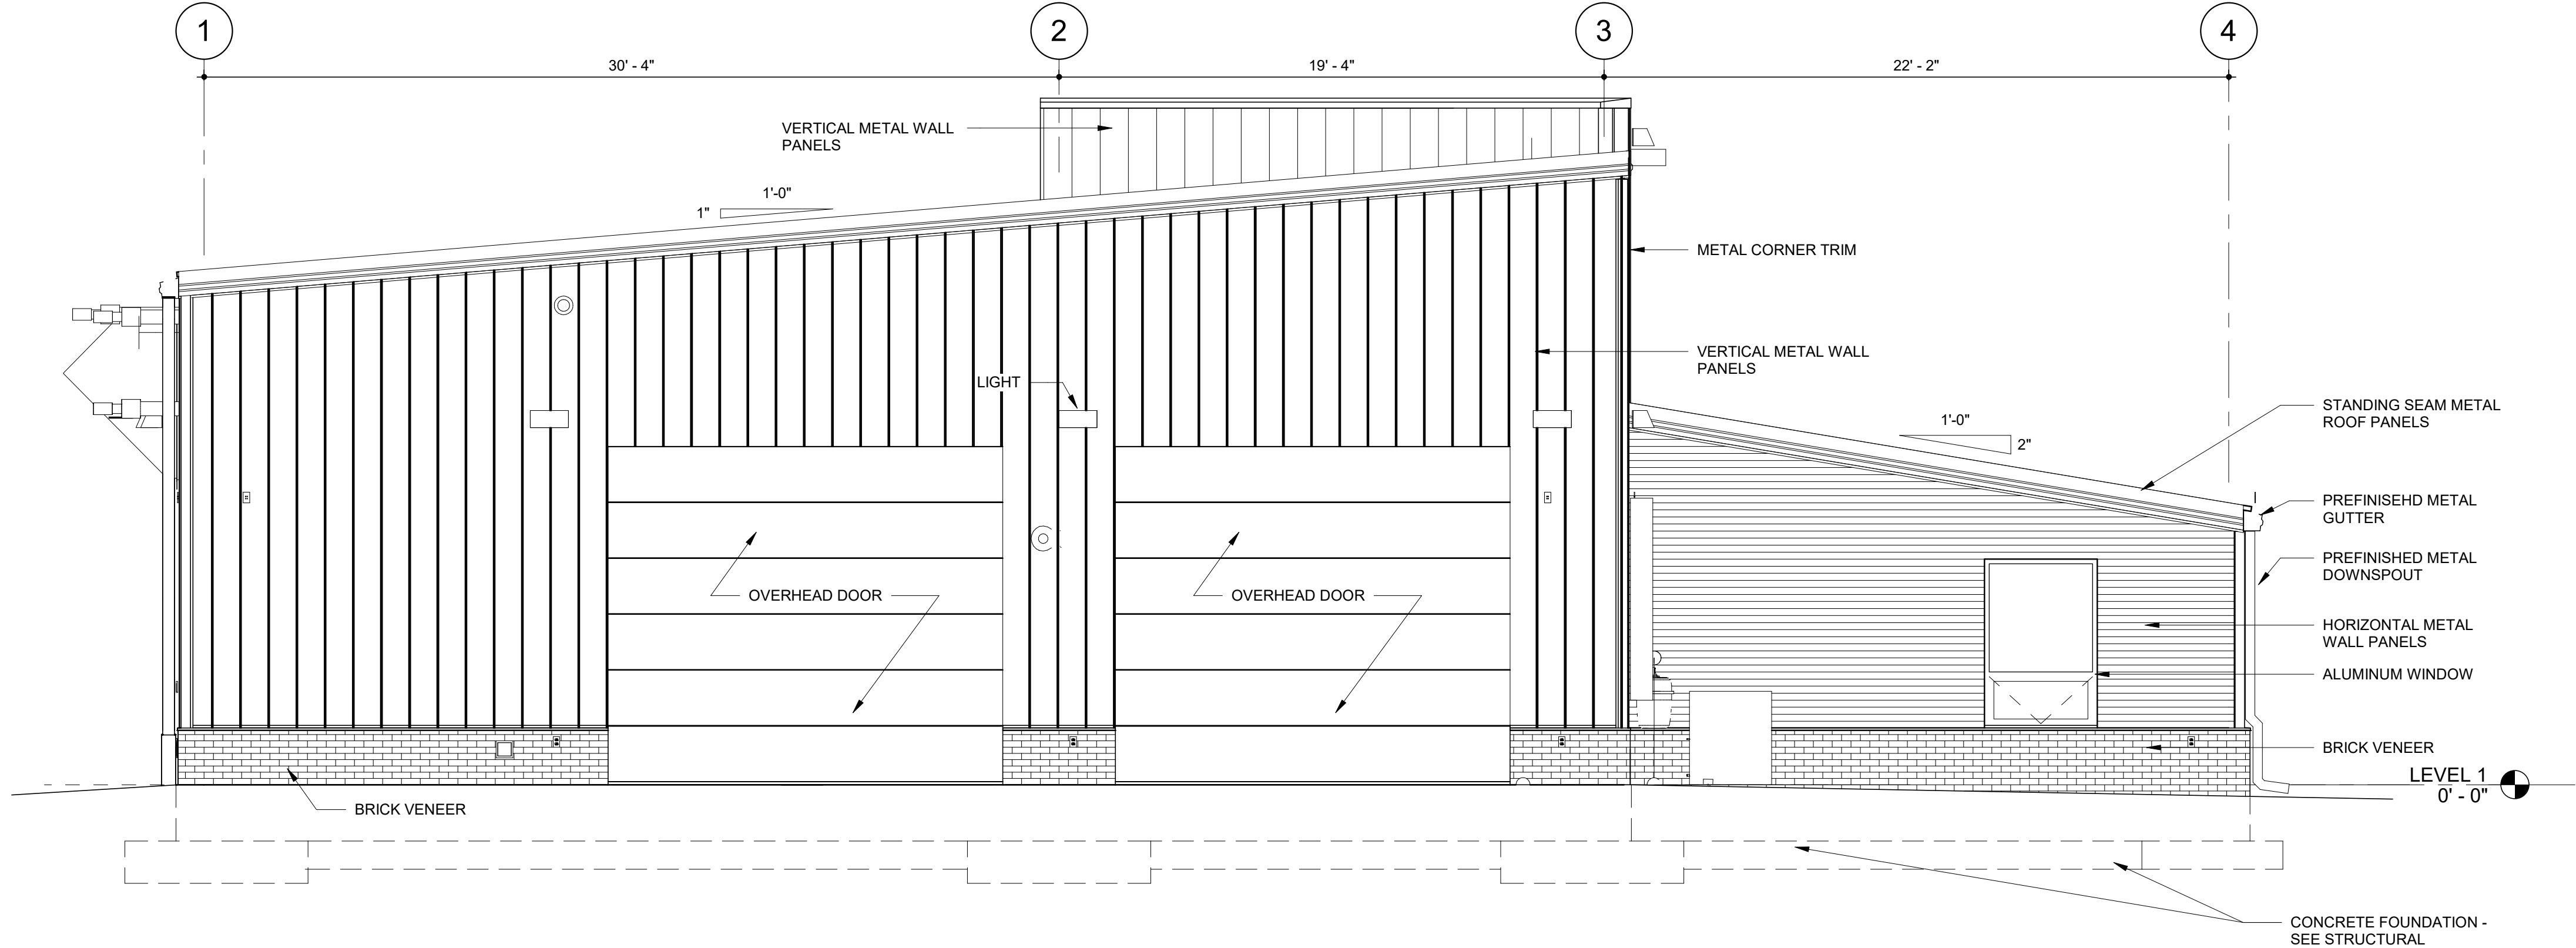 1
2
3
4
30' - 4"
19' - 4"
22' - 2"
VERTICAL METAL WALL
PANELS
1'-0"
1"
METAL CORNER TRIM
VERTICAL METAL WALL
PANELS
LIGHT
1'-0"
2"
STANDING SEAM METAL
ROOF PANELS
PREFINISEHD METAL
GUTTER
PREFINISHED METAL
DOWNSPOUT
OVERHEAD DOOR
OVERHEAD DOOR
HORIZONTAL METAL
WALL PANELS
ALUMINUM WINDOW
BRICK VENEER
LEVEL 1
0' - 0"
BRICK VENEER
CONCRETE FOUNDATION -
SEE STRUCTURAL